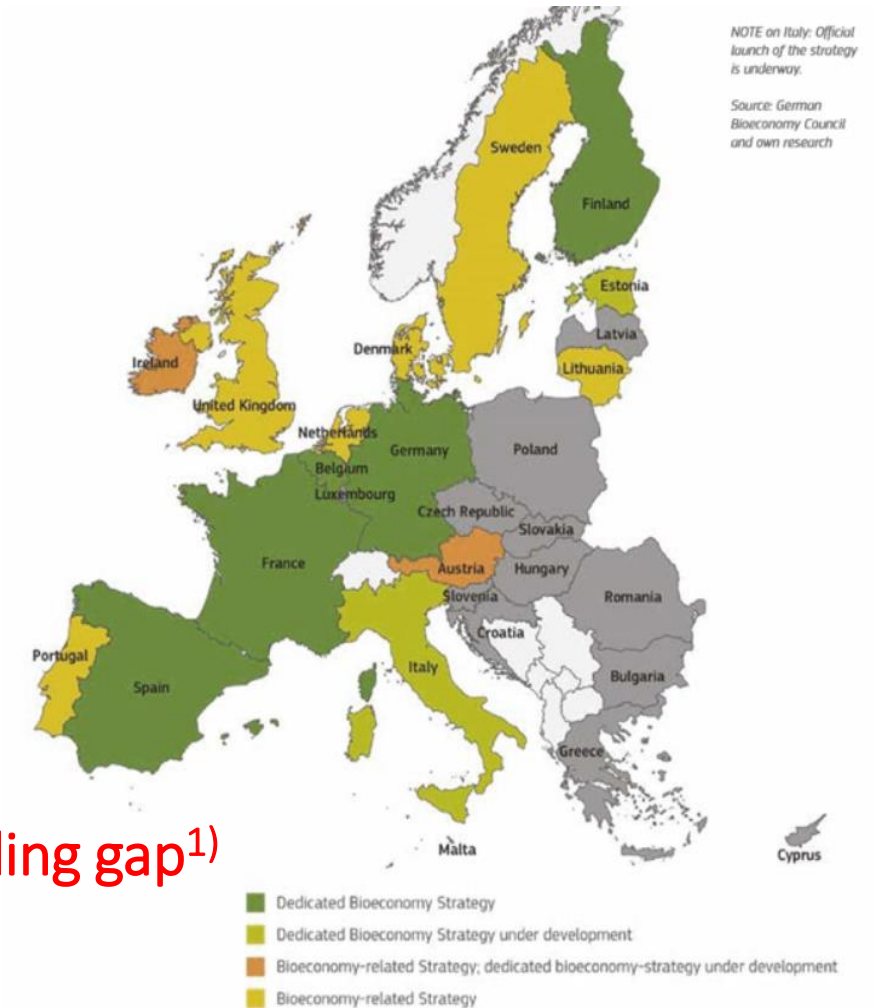 NOTE on Italy: Official
launch of the strategy
is underway.
Source: German
Bioeconomy Council
and own research
Sweden
Finland
Estonia
Latvia
Lithuania
Denmark
Ireland
United Kingdom
Netherlands
Belgium
Germany
Poland
Luxembourg
Czech Republic
Slovakia
France
Austria
Hungary
Slovenia
Romania
Croatia
Portugal
Spain
Italy
Bulgaria
Greece
Malta
Cyprus
ling gap1)
Dedicated Bioeconomy Strategy
Dedicated Bioeconomy Strategy under development
Bioeconomy-related Strategy; dedicated bioeconomy-strategy under development
Bioeconomy-related Strategy